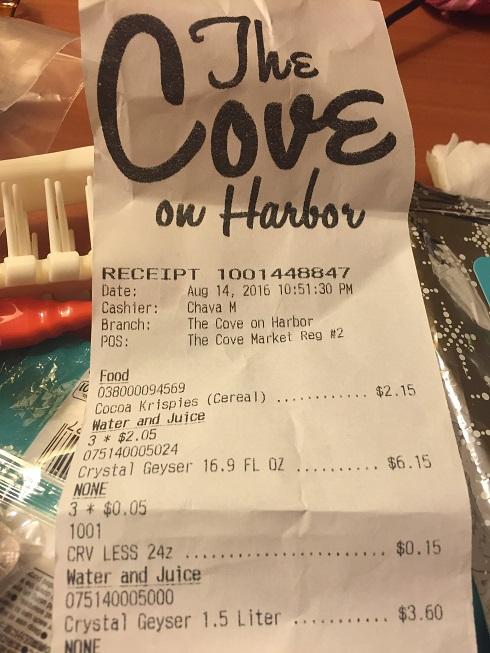 The
Cove
on Harbor
RECEIPT 1001448847
Date: Aug 14, 2016 10:51:30 PM
Cashier: Chava M
Branch: The Cove on Harbor
POS: The Cove Market Reg #2
Food
038000094569
Cocoa Krispies (Cereal) ............ $2.15
Water and Juice
3 * $2.05
075140005024
Crystal Geyser 16.9 FL OZ .......... $6.15
NONE
3 * $0.05
1001
CRV LESS 24z ........................ $0.15
Water and Juice
075140005000
Crystal Geyser 1.5 Liter ........... $3.60
NONE